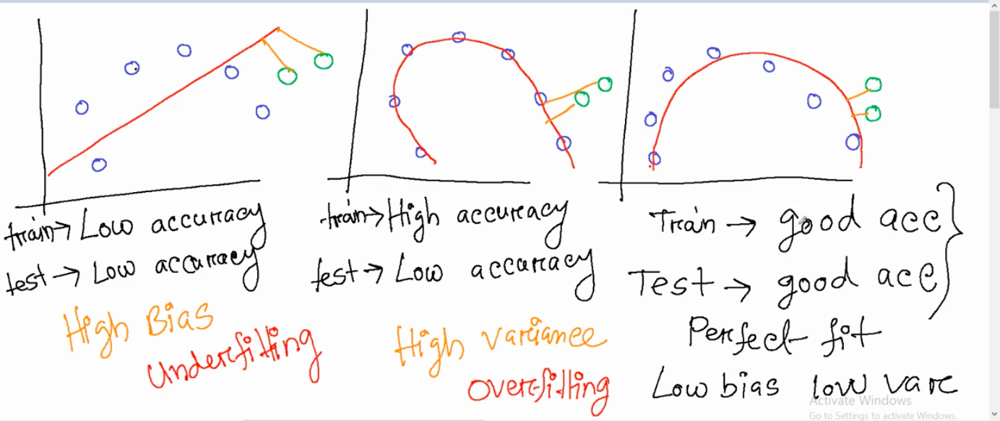 train→ Low accuracy
test→ Low accuracy
High Bias
Underfitting
train→ High accuracy
test→ Low accuracy
High Variance
Overfitting
Train → good acc
Test → good acc
Perfect fit
Low bias low var
Activate Windows
Go to Settings to activate Windows.